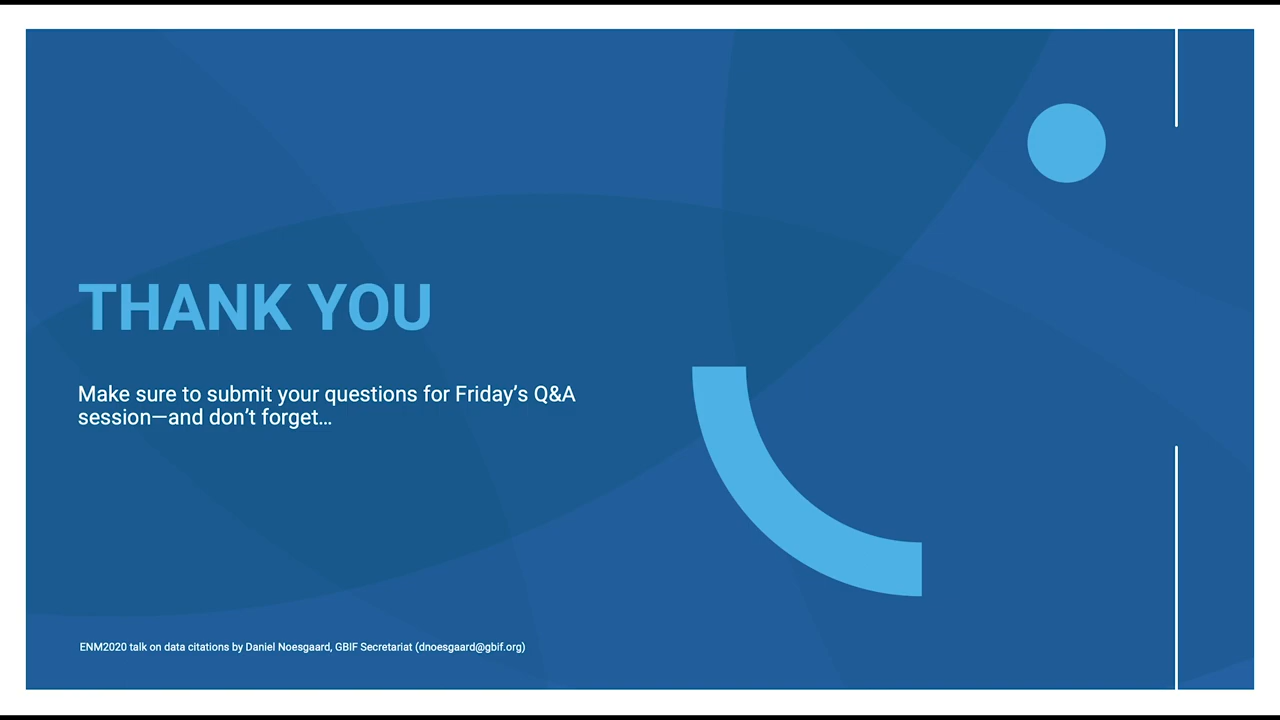 THANK YOU
Make sure to submit your questions for Friday’s Q&A
session—and don’t forget…
ENM2020 talk on data citations by Daniel Noesgaard, GBIF Secretariat (dnoesgaard@gbif.org)